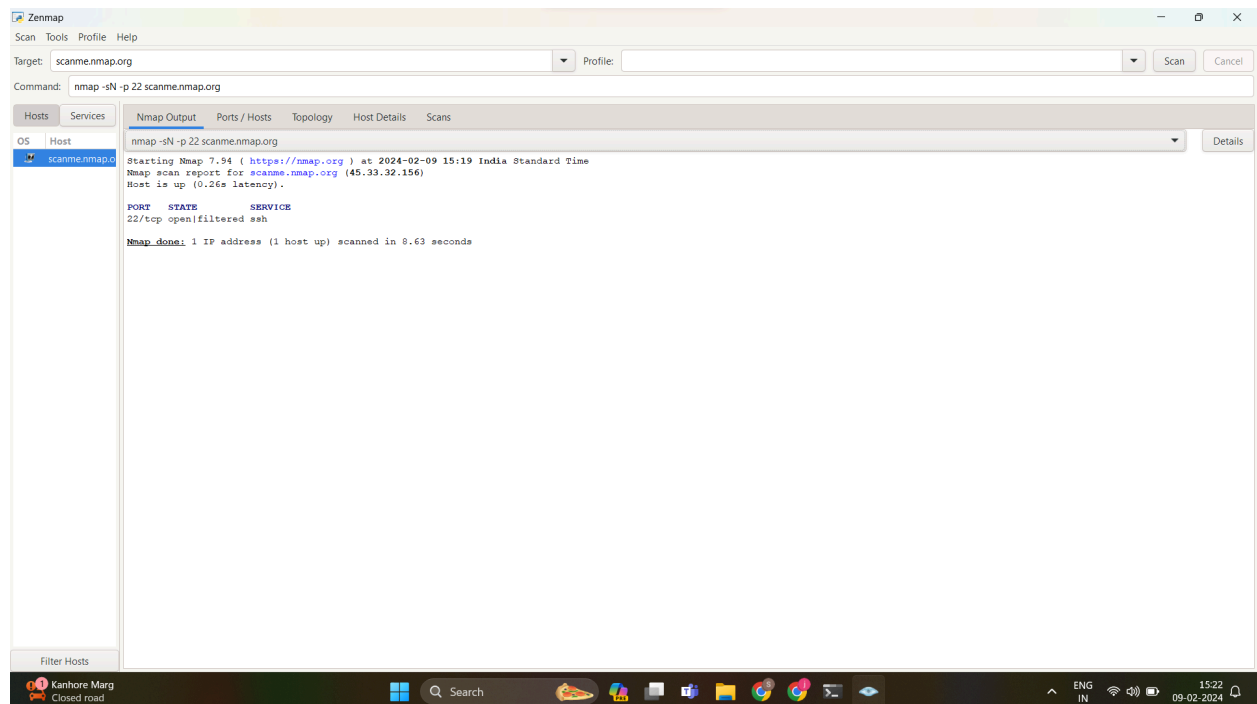 Zenmap
Scan Tools Profile Help
Target: scanme.nmap.org Profile: Scan Cancel
Command: nmap -sN -p 22 scanme.nmap.org
Hosts Services Nmap Output Ports / Hosts Topology Host Details Scans
OS Host nmap -sN -p 22 scanme.nmap.org Details
scanme.nmap.o
Starting Nmap 7.94 ( https://nmap.org ) at 2024-02-09 15:19 India Standard Time
Nmap scan report for scanme.nmap.org (45.33.32.156)
Host is up (0.26s latency).
PORT STATE SERVICE
22/tcp open|filtered ssh
Nmap done: 1 IP address (1 host up) scanned in 8.63 seconds
Filter Hosts
1
Kanhore Marg
Closed road
Search
PRE
S
i
ENG
IN
15:22
09-02-2024